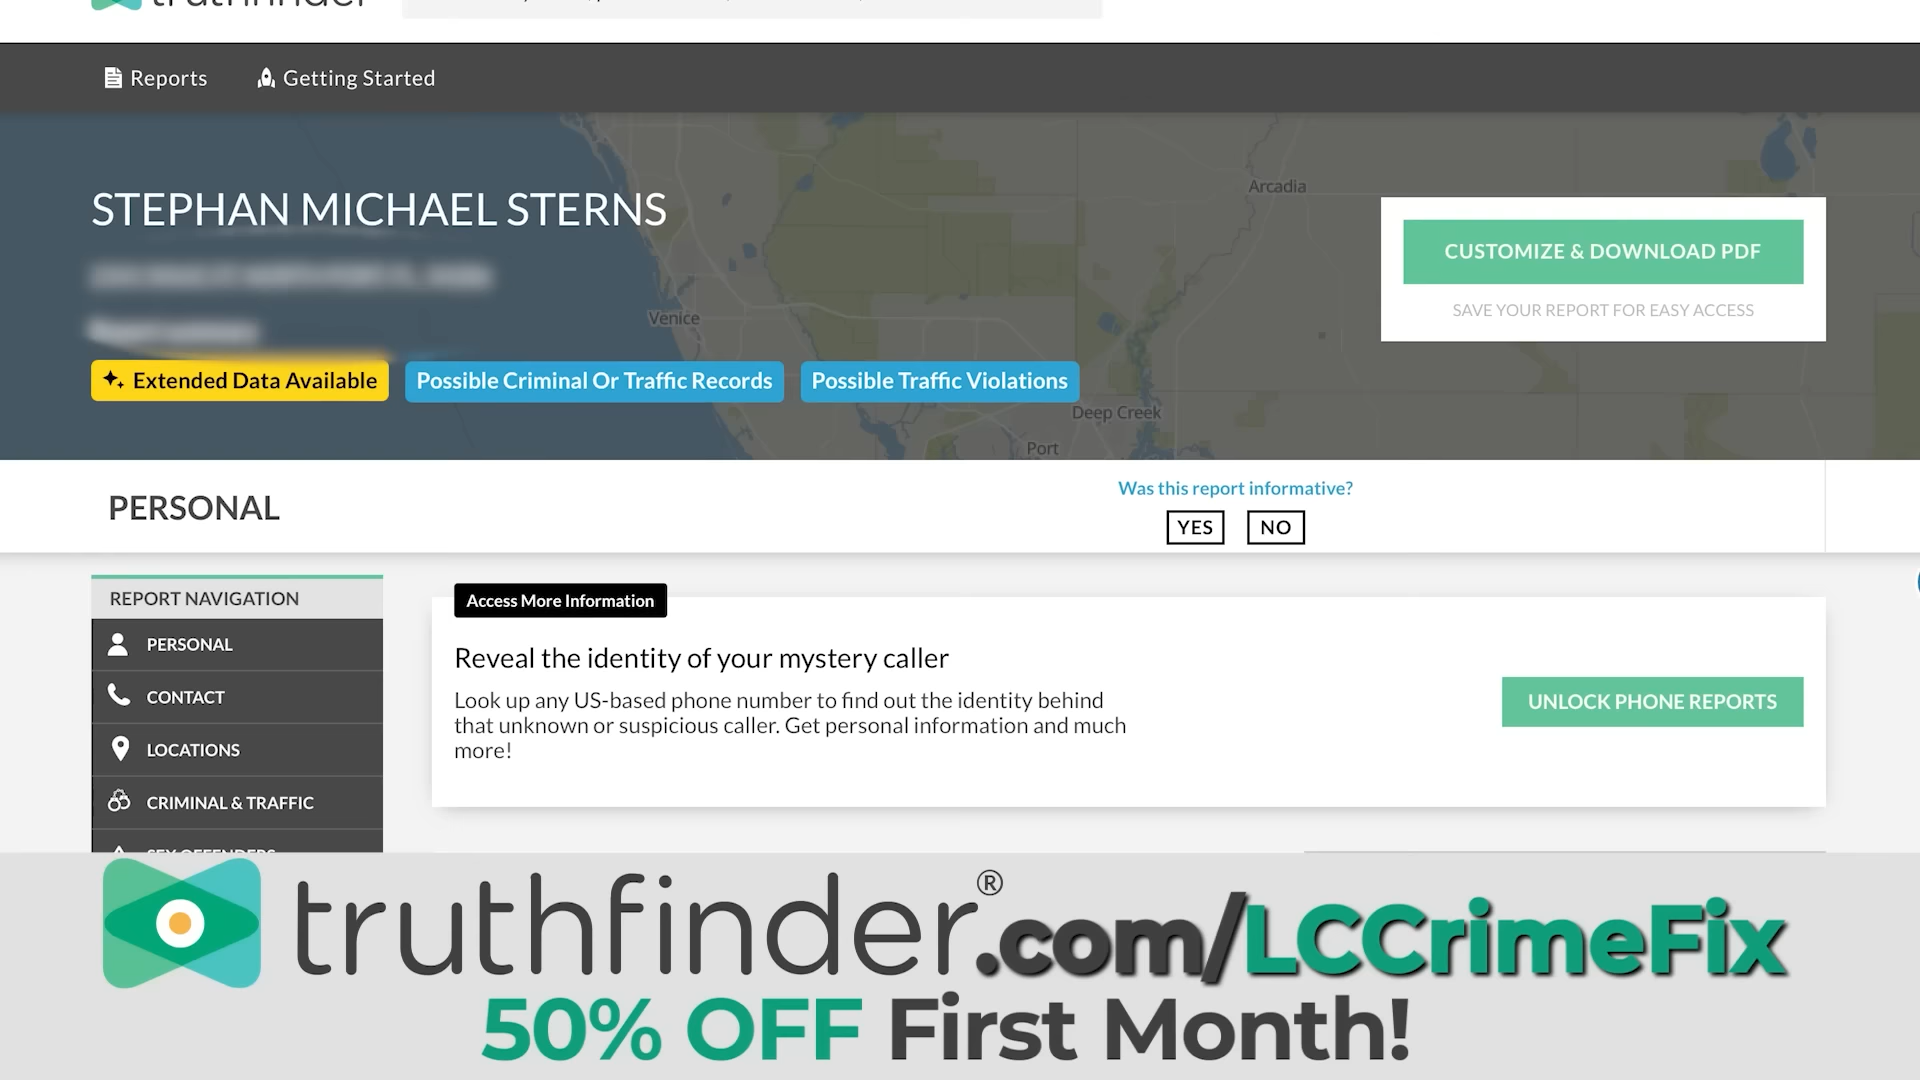 Reports
Getting Started
STEPHAN MICHAEL STERNS
Arcadia
CUSTOMIZE & DOWNLOAD PDF
SAVE YOUR REPORT FOR EASY ACCESS
Venice
Extended Data Available
Possible Criminal Or Traffic Records
Possible Traffic Violations
Deep Creek
Port
PERSONAL
Was this report informative?
YES
NO
REPORT NAVIGATION
PERSONAL
CONTACT
LOCATIONS
CRIMINAL & TRAFFIC
Access More Information
Reveal the identity of your mystery caller
Look up any US-based phone number to find out the identity behind
that unknown or suspicious caller. Get personal information and much
more!
UNLOCK PHONE REPORTS
truthfinder®.com/LCCrimeFix
50% OFF First Month!